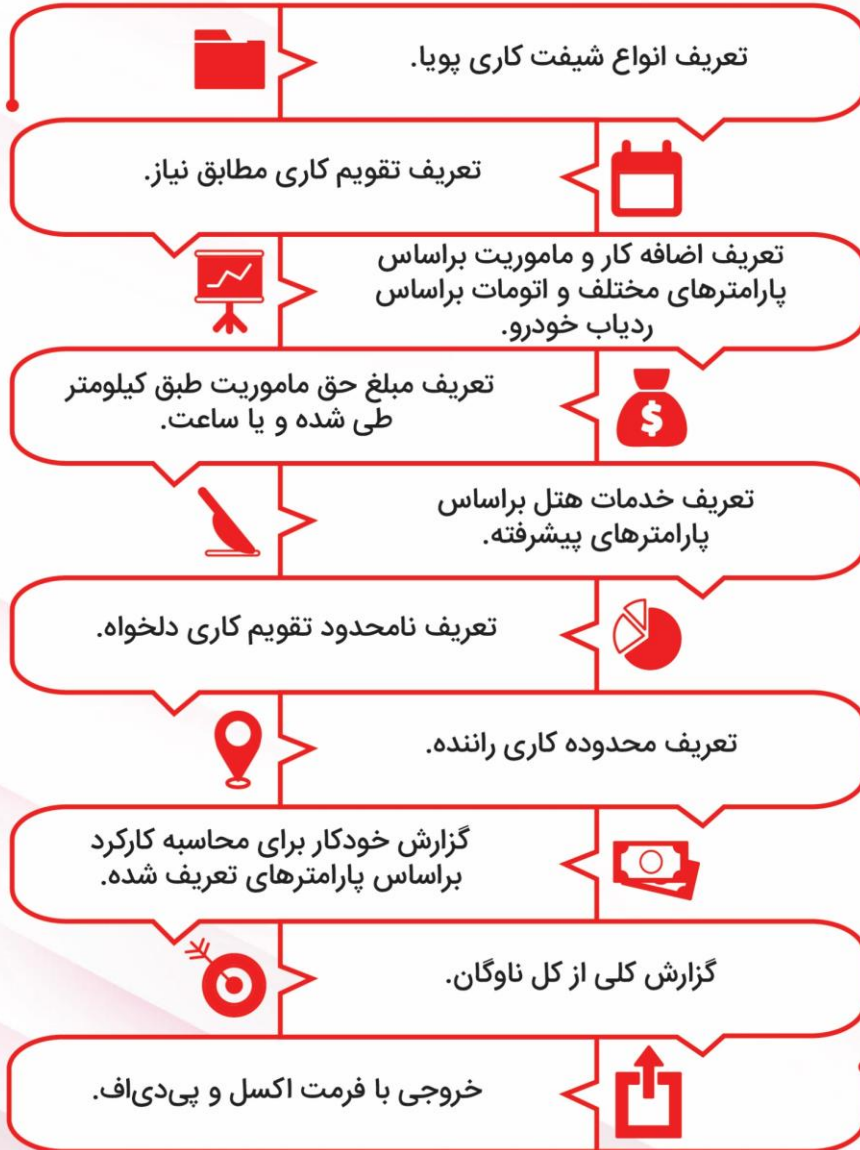 تعریف انواع شیفت کاری پویا.
تعریف تقویم کاری مطابق نیاز.
تعریف اضافه کار و ماموریت براساس
پارامترهای مختلف و اتومات براساس
ردیاب خودرو.
تعریف مبلغ حق ماموریت طبق کیلومتر
طی شده و یا ساعت.
تعریف خدمات هتل براساس
پارامترهای پیشرفته.
تعریف نامحدود تقویم کاری دلخواه.
تعریف محدوده کاری راننده.
گزارش خودکار برای محاسبه کارکرد
براساس پارامترهای تعریف شده.
گزارش کلی از کل ناوگان.
خروجی با فرمت اکسل و پی‌دی‌اف.